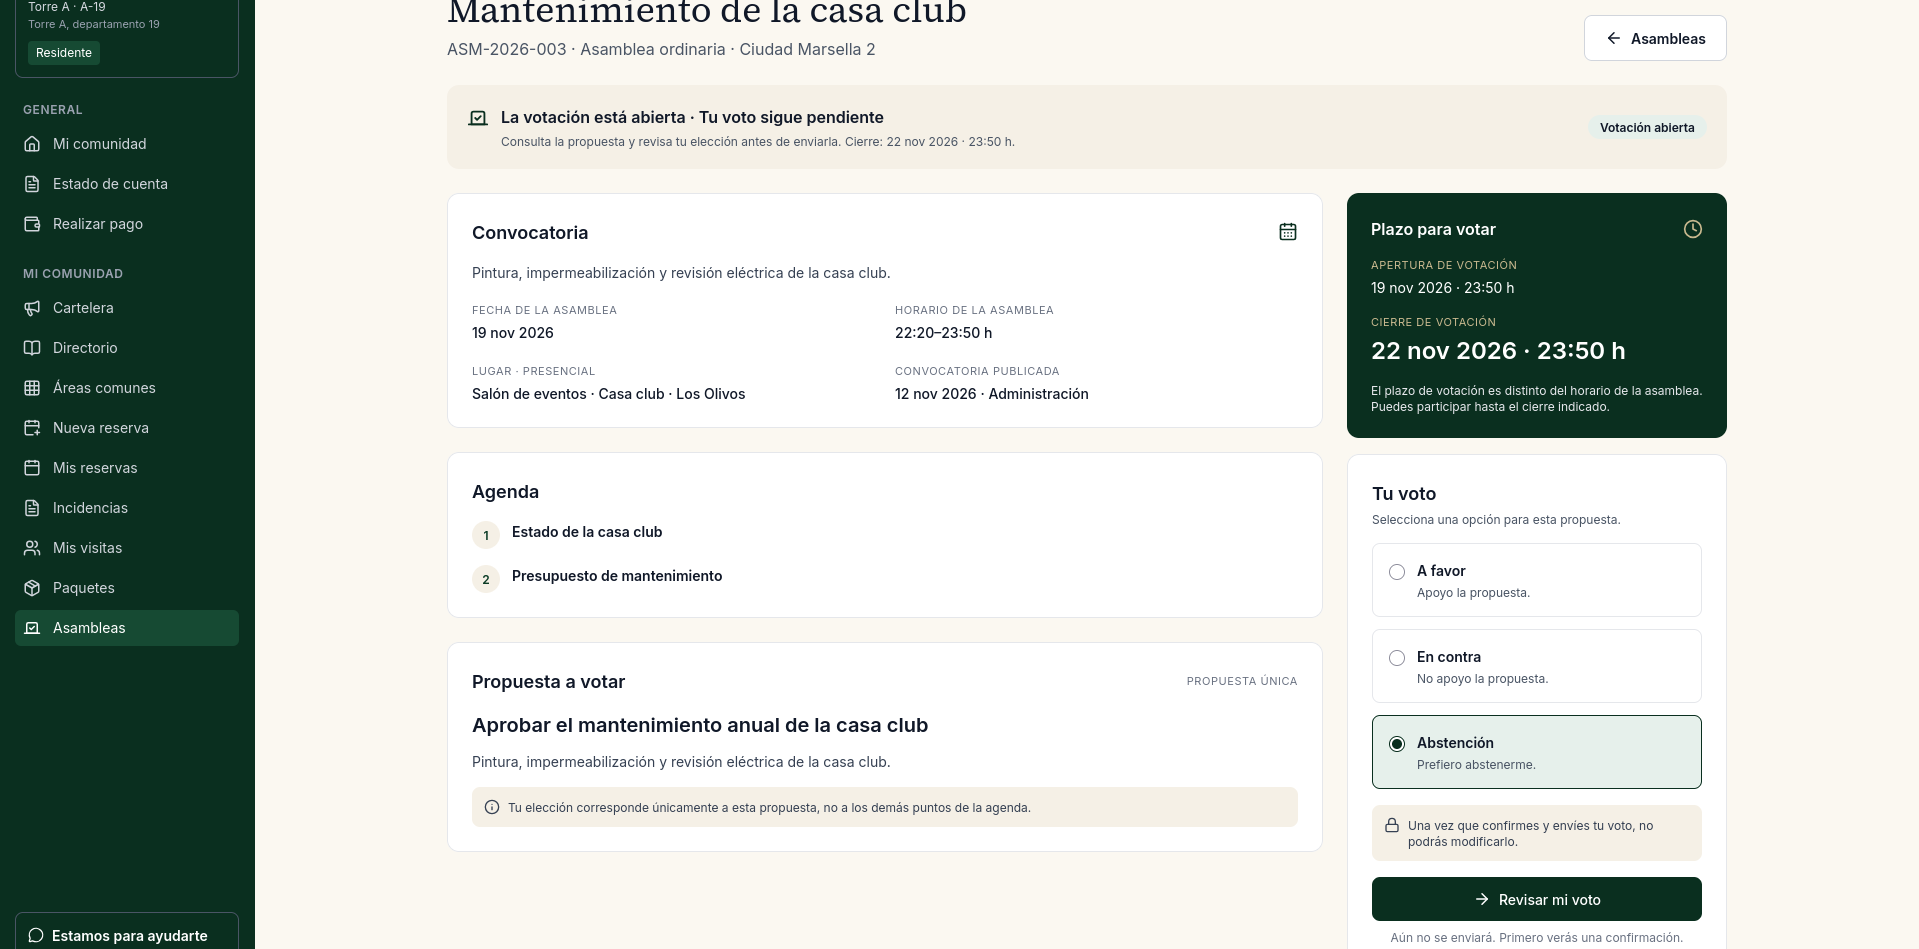 Torre A · A-19
Torre A, departamento 19
Residente
GENERAL
Mi comunidad
Estado de cuenta
Realizar pago
MI COMUNIDAD
Cartelera
Directorio
Áreas comunes
Nueva reserva
Mis reservas
Incidencias
Mis visitas
Paquetes
Asambleas
Estamos para ayudarte
Mantenimiento de la casa club
ASM-2026-003 · Asamblea ordinaria · Ciudad Marsella 2
Asambleas
La votación está abierta · Tu voto sigue pendiente
Consulta la propuesta y revisa tu elección antes de enviarla. Cierre: 22 nov 2026 · 23:50 h.
Votación abierta
Convocatoria
Pintura, impermeabilización y revisión eléctrica de la casa club.
FECHA DE LA ASAMBLEA
19 nov 2026
HORARIO DE LA ASAMBLEA
22:20–23:50 h
LUGAR · PRESENCIAL
Salón de eventos · Casa club · Los Olivos
CONVOCATORIA PUBLICADA
12 nov 2026 · Administración
Agenda
1 Estado de la casa club
2 Presupuesto de mantenimiento
Propuesta a votar
PROPUESTA ÚNICA
Aprobar el mantenimiento anual de la casa club
Pintura, impermeabilización y revisión eléctrica de la casa club.
Tu elección corresponde únicamente a esta propuesta, no a los demás puntos de la agenda.
Plazo para votar
APERTURA DE VOTACIÓN
19 nov 2026 · 23:50 h
CIERRE DE VOTACIÓN
22 nov 2026 · 23:50 h
El plazo de votación es distinto del horario de la asamblea.
Puedes participar hasta el cierre indicado.
Tu voto
Selecciona una opción para esta propuesta.
A favor
Apoyo la propuesta.
En contra
No apoyo la propuesta.
Abstención
Prefiero abstenerme.
Una vez que confirmes y envíes tu voto, no
podrás modificarlo.
Revisar mi voto
Aún no se enviará. Primero verás una confirmación.